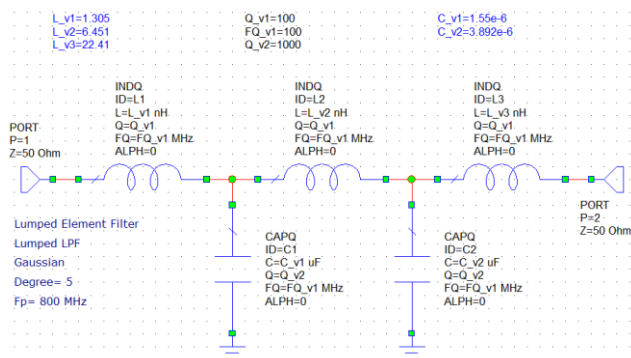 L_v1=1.305
L_v2=6.451
L_v3=22.41
Q_v1=100
FQ_v1=100
Q_v2=1000
C_v1=1.55e-6
C_v2=3.892e-6
INDQ
ID=L1
L=L_v1 nH
Q=Q_v1
FQ=FQ_v1 MHz
ALPH=0
INDQ
ID=L2
L=L_v2 nH
Q=Q_v1
FQ=FQ_v1 MHz
ALPH=0
INDQ
ID=L3
L=L_v3 nH
Q=Q_v1
FQ=FQ_v1 MHz
ALPH=0
PORT
P=1
Z=50 Ohm
PORT
P=2
Z=50 Ohm
Lumped Element Filter
Lumped LPF
Gaussian
Degree= 5
Fp= 800 MHz
CAPQ
ID=C1
C=C_v1 uF
Q=Q_v2
FQ=FQ_v1 MHz
ALPH=0
CAPQ
ID=C2
C=C_v2 uF
Q=Q_v2
FQ=FQ_v1 MHz
ALPH=0